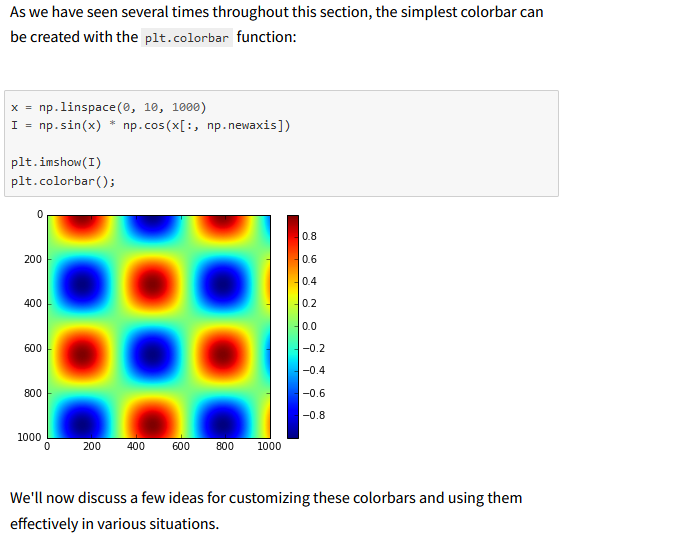 As we have seen several times throughout this section, the simplest colorbar can
be created with the plt.colorbar function:
x = np.linspace(0, 10, 1000)
I = np.sin(x) * np.cos(x[:, np.newaxis])
plt.imshow(I)
plt.colorbar();
0
200
400
600
800
1000
0 200 400 600 800 1000
0.8
0.6
0.4
0.2
0.0
−0.2
−0.4
−0.6
−0.8
We'll now discuss a few ideas for customizing these colorbars and using them
effectively in various situations.